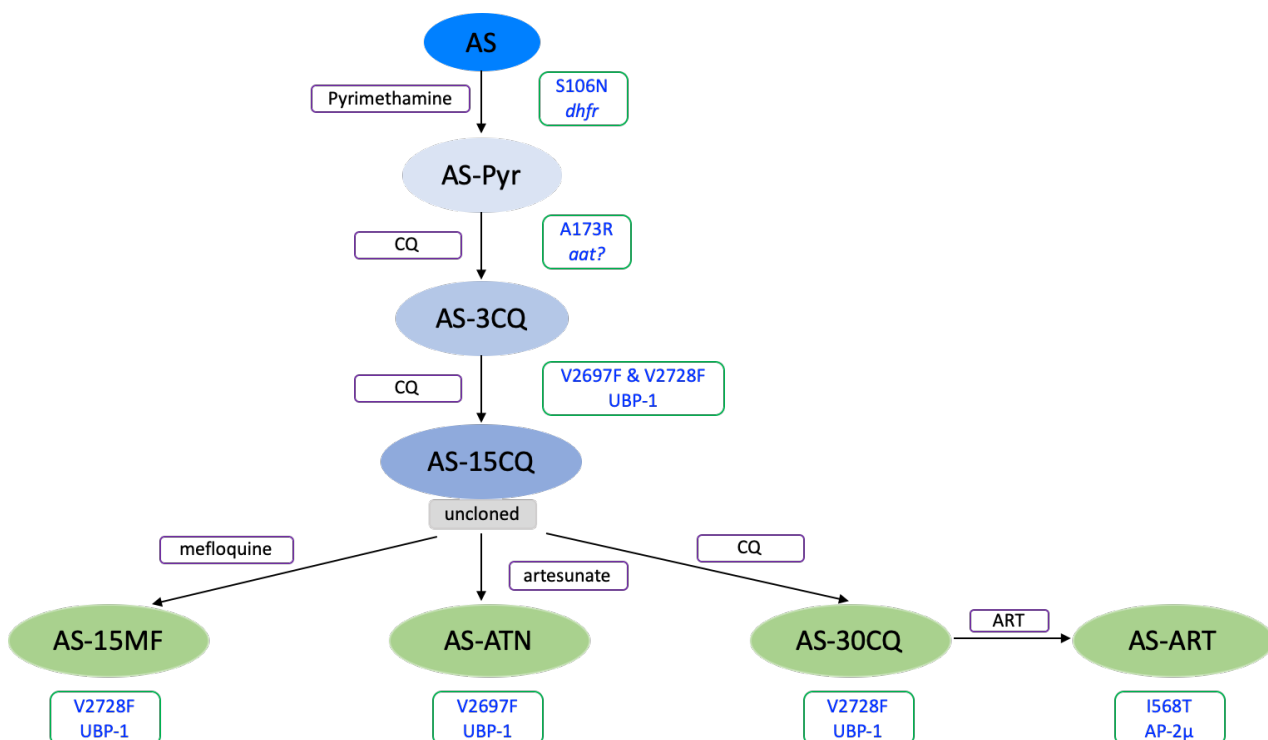 AS
Pyrimethamine
S106N
dhfr
AS-Pyr
CQ
A173R
aat?
AS-3CQ
CQ
V2697F & V2728F
UBP-1
AS-15CQ
uncloned
mefloquine
artesunate
CQ
AS-15MF
AS-ATN
AS-30CQ
ART
AS-ART
V2728F
UBP-1
V2697F
UBP-1
V2728F
UBP-1
I568T
AP-2μ